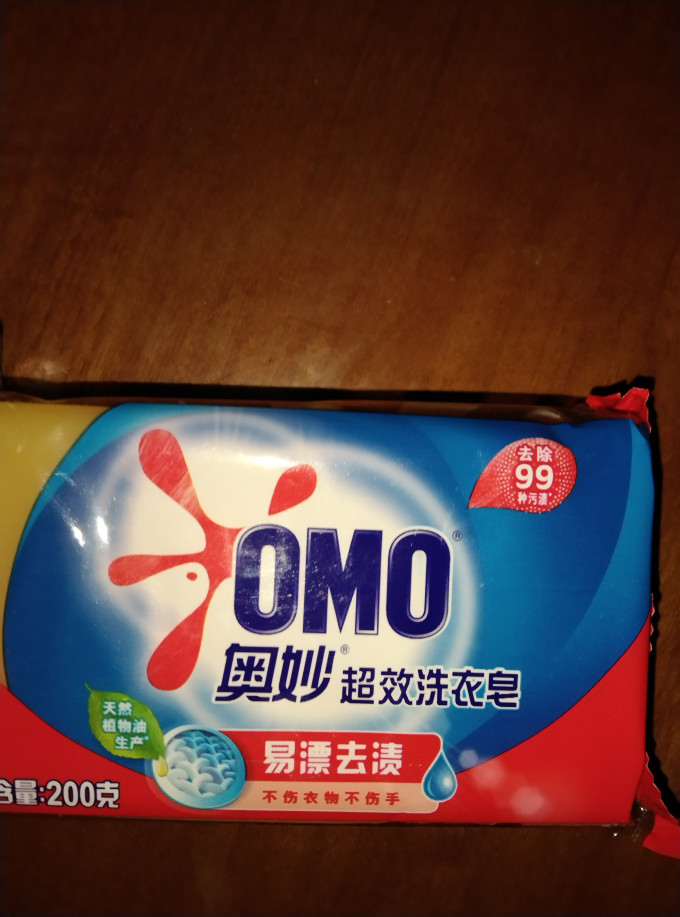 去除
99
种污渍*
OMO®
奥妙® 超效洗衣皂
天然
植物油
生产*
易漂去渍
不伤衣物不伤手
含量:200克